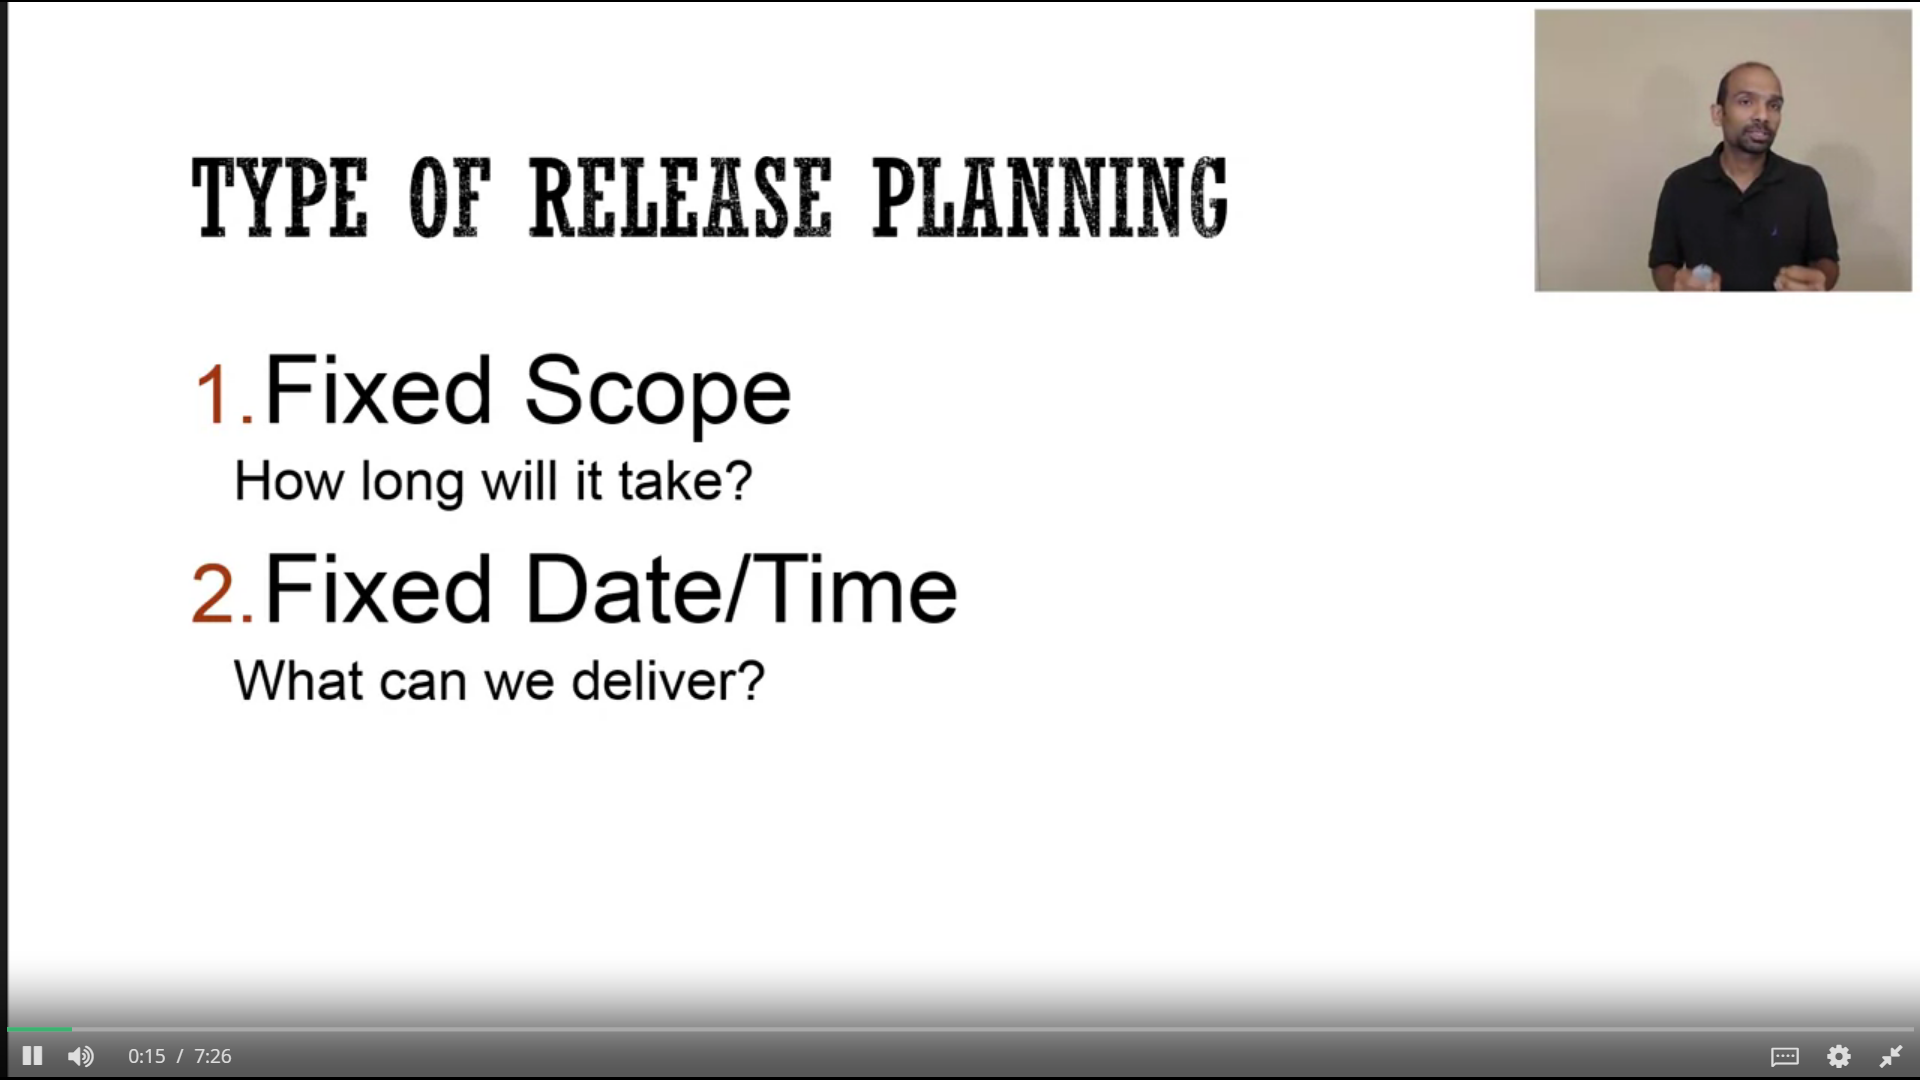 TYPE OF RELEASE PLANNING
1. Fixed Scope
How long will it take?
2. Fixed Date/Time
What can we deliver?
0:15 / 7:26